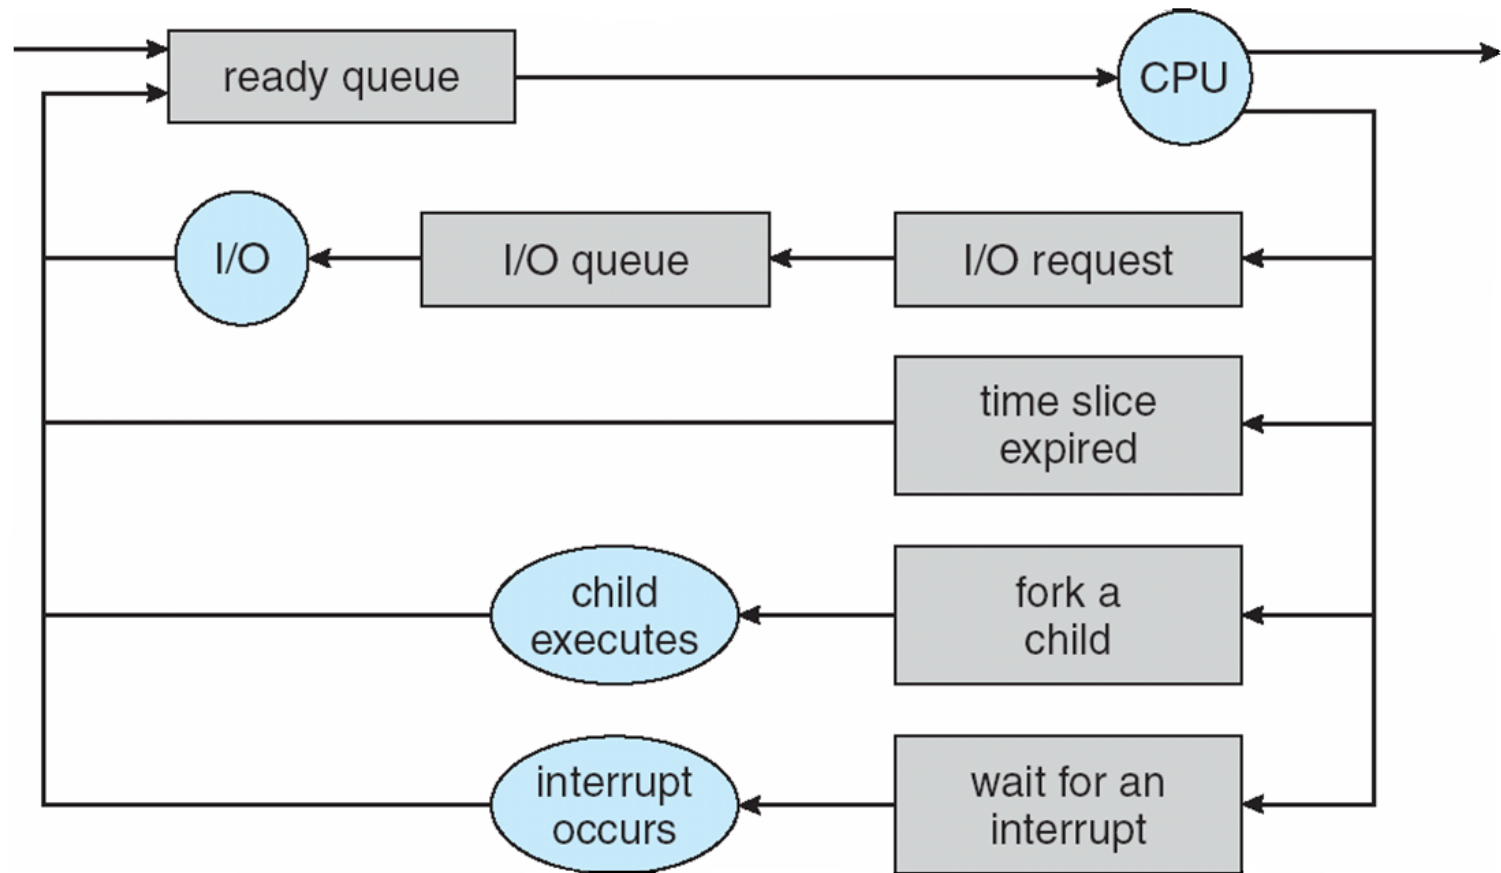 ready queue
CPU
I/O
I/O queue
I/O request
time slice
expired
child
executes
fork a
child
interrupt
occurs
wait for an
interrupt